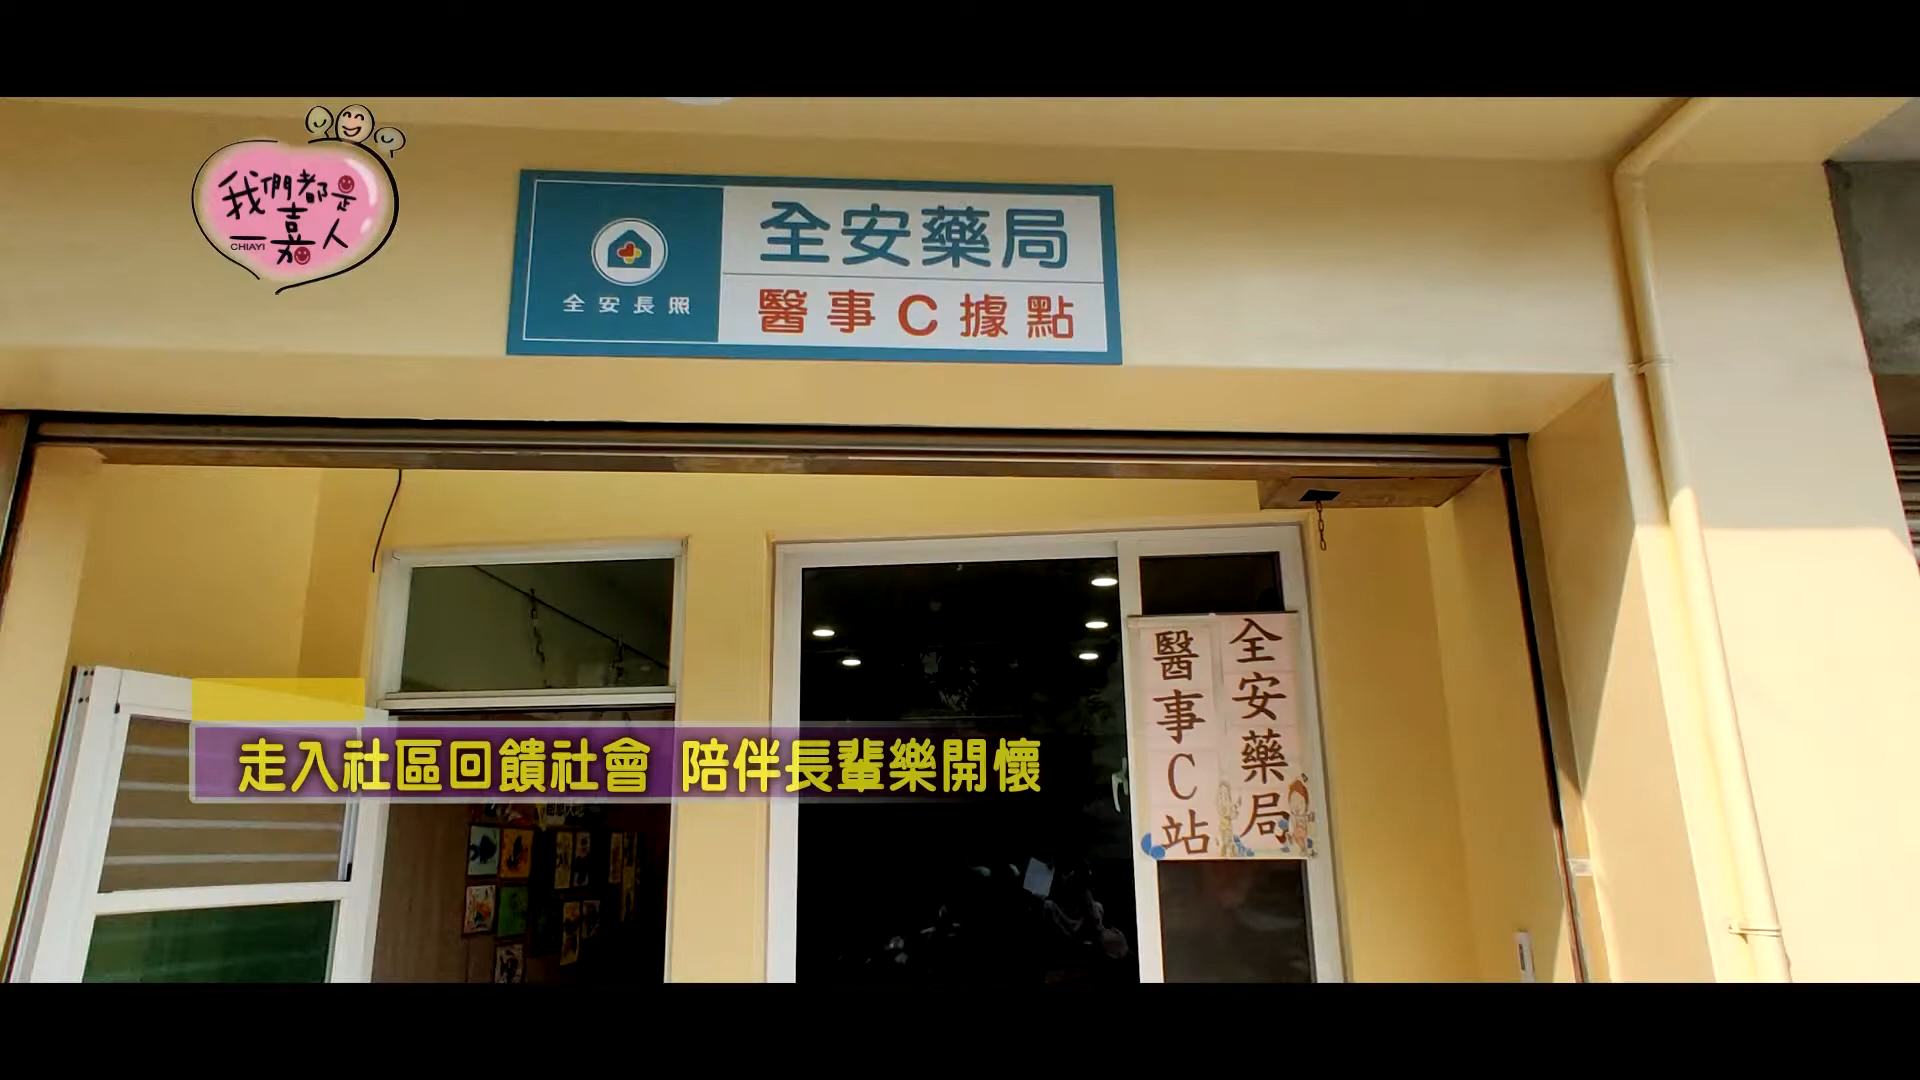 我們都是
一嘉人
CHIAYI
全安藥局
全安長照
醫事C據點
全安藥局
醫事C站
走入社區回饋社會 陪伴長輩樂開懷